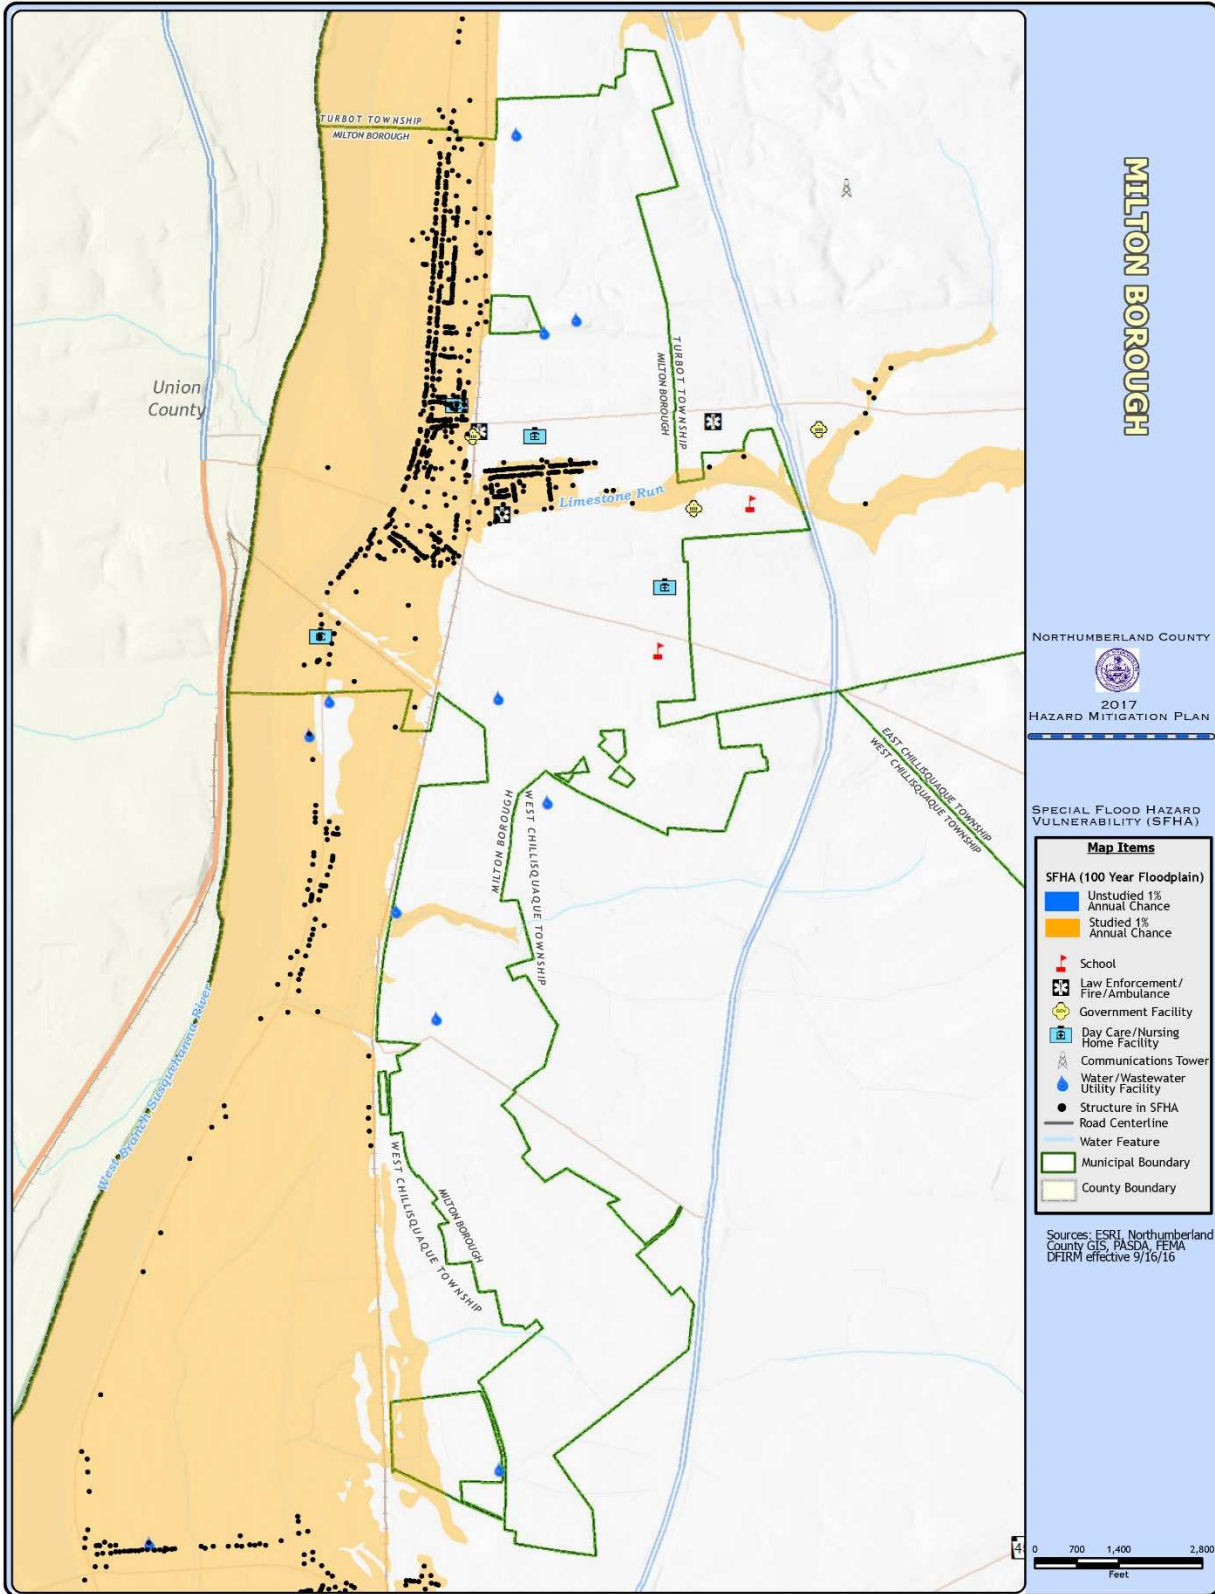 TURBOT TOWNSHIP
MILTON BOROUGH
Union
County
TURBOT TOWNSHIP
MILTON BOROUGH
Limestone Run
MILTON BOROUGH
WEST CHILLISQUAQUE TOWNSHIP
EAST CHILLISQUAQUE TOWNSHIP
WEST CHILLISQUAQUE TOWNSHIP
West Branch Susquehanna River
WEST CHILLISQUAQUE TOWNSHIP
MILTON BOROUGH
MILTON BOROUGH
NORTHUMBERLAND COUNTY
2017
HAZARD MITIGATION PLAN
SPECIAL FLOOD HAZARD
VULNERABILITY (SFHA)
Map Items
SFHA (100 Year Floodplain)
Unstudied 1%
Annual Chance
Studied 1%
Annual Chance
School
Law Enforcement/
Fire/Ambulance
Government Facility
Day Care/Nursing
Home Facility
Communications Tower
Water/Wastewater
Utility Facility
Structure in SFHA
Road Centerline
Water Feature
Municipal Boundary
County Boundary
Sources: ESRI, Northumberland
County GIS, PASDA, FEMA
DFIRM effective 9/16/16
0 700 1,400 2,800
Feet